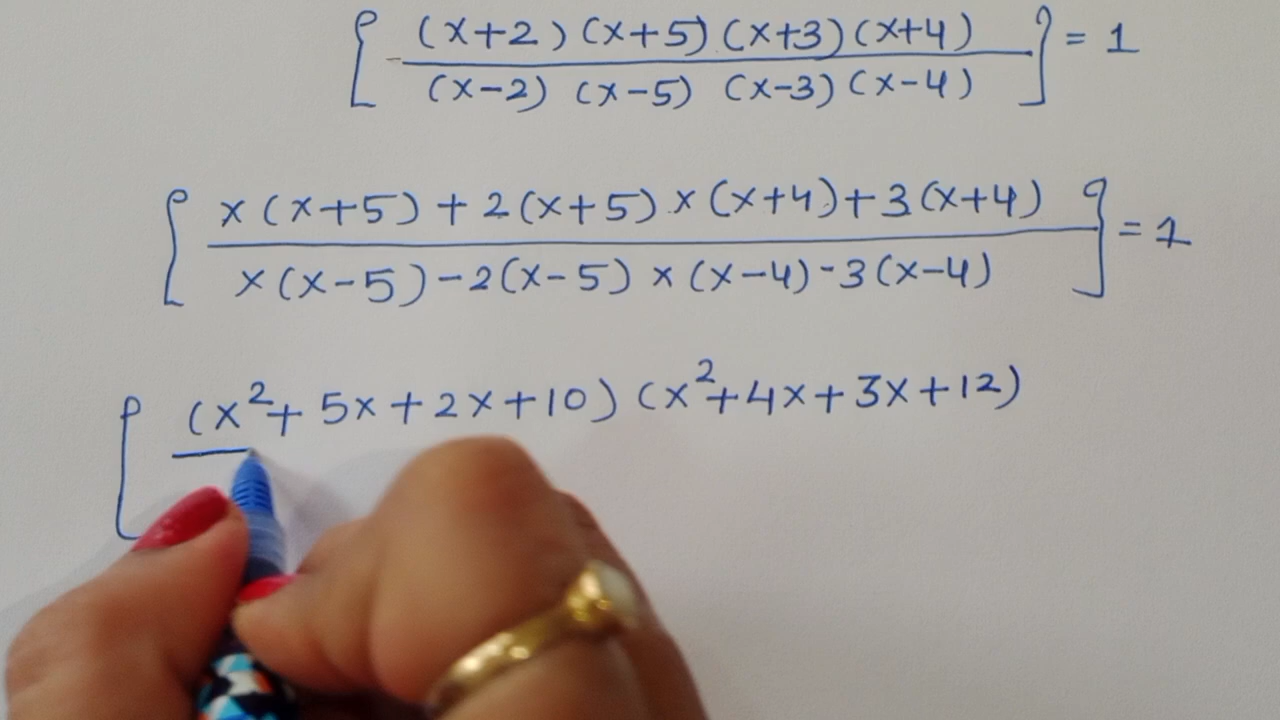 [ (x+2)(x+5)(x+3)(x+4)
(x-2) (x-5) (x-3)(x-4) ] = 1
[ x(x+5)+2(x+5)x(x+4)+3(x+4)
x(x-5)-2(x-5)x(x-4)-3(x-4) ] = 1
[ (x²+5x+2x+10)(x²+4x+3x+12)